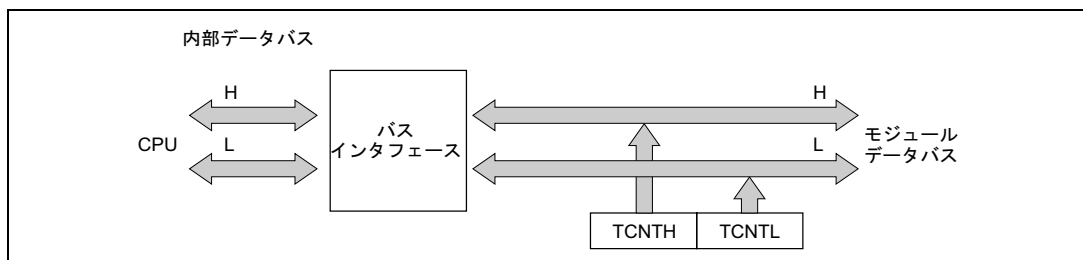 内部データバス
H
H
CPU
L
L
バス
インタフェース
モジュール
データバス
TCNTH
TCNTL